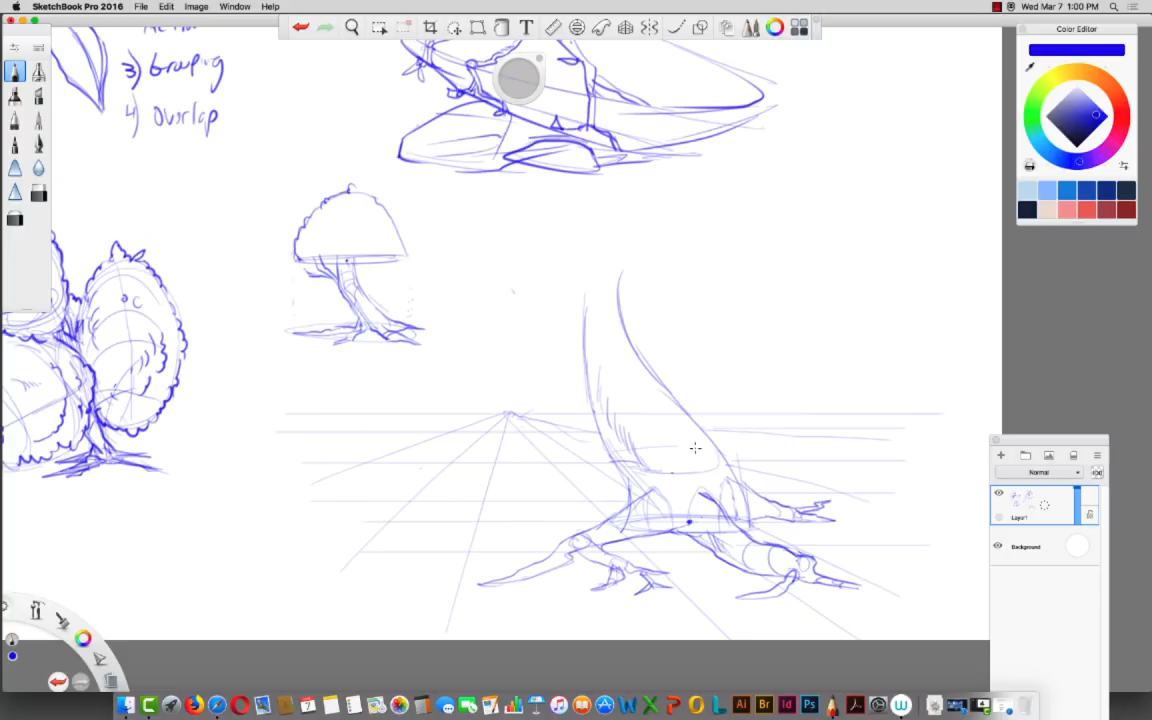 SketchBook Pro 2016 File Edit Image Window Help
Wed Mar 7 1:00 PM
Color Editor
3) Grouping
4) Overlap
Normal
Layer1
Background